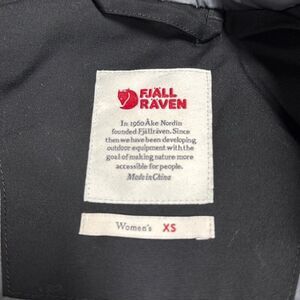 FJÄLL
RÄVEN
In 1960 Åke Nordin
founded Fjällräven. Since
then we have been developing
outdoor equipment with the
goal of making nature more
accessible for people.
Made in China
Women's XS